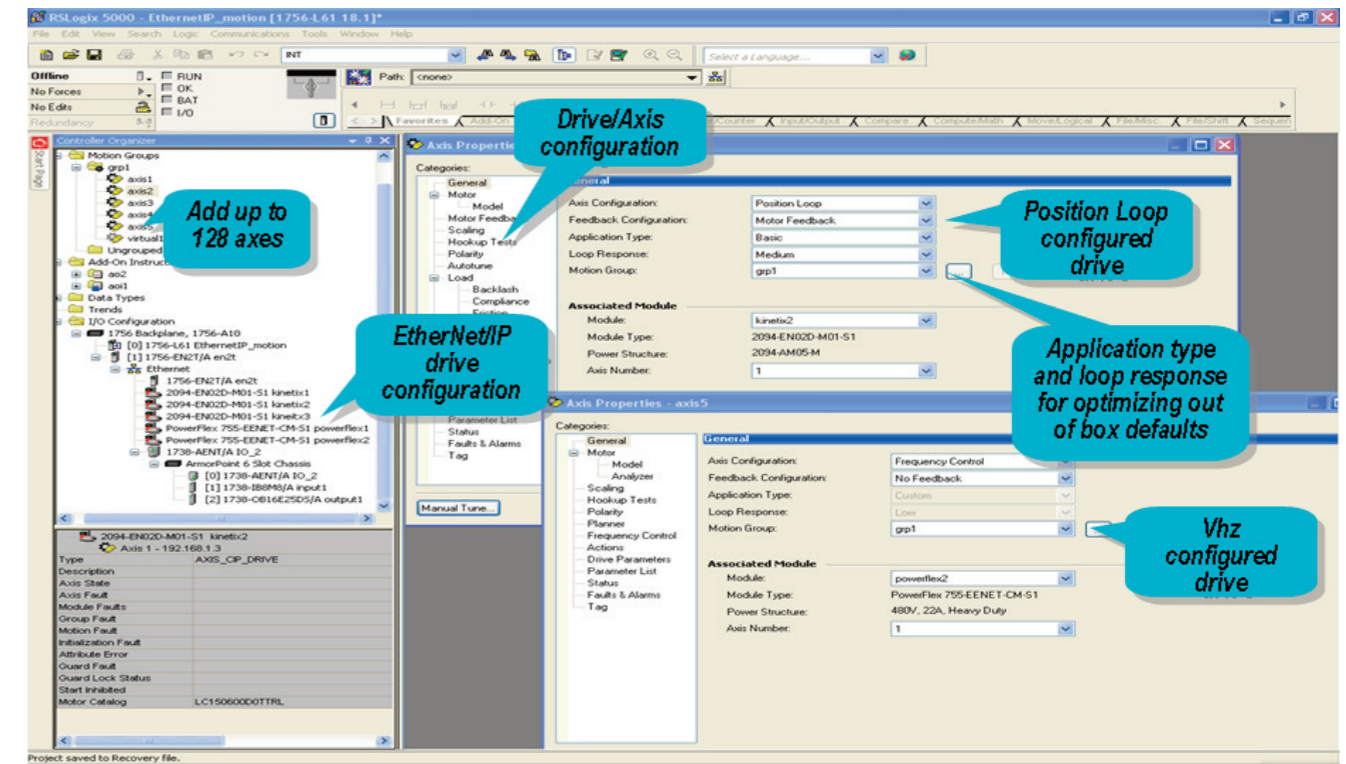 RSLogix 5000 - EthernetIP_motion [1756-L61 18.1]*
File Edit View Search Logic Communications Tools Window Help
INT
Select a Language...
Offline
RUN
Path: <none>
No Forces
OK
No Edits
BAT
Redundancy
I/O
Favorites
Add-On
Input/Output
Compare
Compute/Math
Move/Logical
File/Misc
File/Shift
Sequen
Start Page
Controller Organizer
Motion Groups
grp1
axis1
axis2
axis3
axis4
axis5
virtual1
Ungrouped
Add-On Instruct
ao2
aoi1
Data Types
Trends
I/O Configuration
1756 Backplane, 1756-A10
[0] 1756-L61 EthernetIP_motion
[1] 1756-EN2T/A en2t
Ethernet
1756-EN2T/A en2t
2094-EN02D-M01-S1 kinetix1
2094-EN02D-M01-S1 kinetix2
2094-EN02D-M01-S1 kinetix3
PowerFlex 755-EENET-CM-S1 powerflex1
PowerFlex 755-EENET-CM-S1 powerflex2
1738-AENT/A IO_2
ArmorPoint 6 Slot Chassis
[0] 1738-AENT/A IO_2
[1] 1738-IB8M8/A input1
[2] 1738-OB16E25DS/A output1
2094-EN02D-M01-S1 kinetix2
Axis 1 - 192.168.1.3
Type AXIS_CIP_DRIVE
Description
Axis State
Axis Fault
Module Faults
Group Fault
Motion Fault
Initialization Fault
Attribute Error
Guard Fault
Guard Lock Status
Start Inhibited
Motor Catalog LC150600DOTTRL
Project saved to Recovery file.
Add up to
128 axes
Drive/Axis
configuration
EtherNet/IP
drive
configuration
Axis Properti
Categories:
General
Motor
Model
Motor Feedba
Scaling
Hookup Tests
Polarity
Autotune
Load
Backlash
Compliance
Friction
Parameter List
Status
Faults & Alarms
Tag
Manual Tune...
General
Axis Configuration: Position Loop
Feedback Configuration: Motor Feedback
Application Type: Basic
Loop Response: Medium
Motion Group: grp1 ...
Associated Module
Module: kinetix2
Module Type: 2094-EN02D-M01-S1
Power Structure: 2094-AM05-M
Axis Number: 1
Position Loop
configured
drive
Application type
and loop response
for optimizing out
of box defaults
Axis Properties - axis5
Categories:
General
Motor
Model
Analyzer
Scaling
Hookup Tests
Polarity
Planner
Frequency Control
Actions
Drive Parameters
Parameter List
Status
Faults & Alarms
Tag
General
Axis Configuration: Frequency Control
Feedback Configuration: No Feedback
Application Type: Custom
Loop Response: Low
Motion Group: grp1
Associated Module
Module: powerflex2
Module Type: PowerFlex 755-EENET-CM-S1
Power Structure: 480V, 22A, Heavy Duty
Axis Number: 1
Vhz
configured
drive